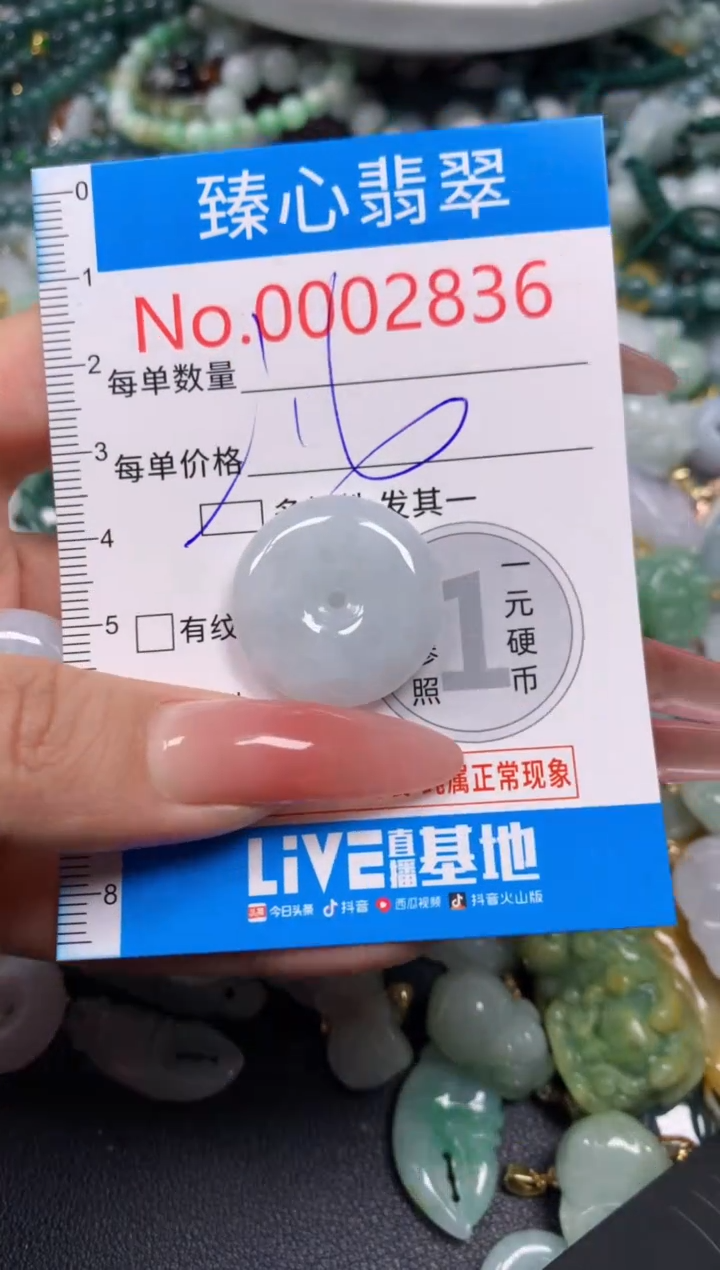 臻心翡翠
No.0002836
0
1
2
3
4
5
8
每单数量
每单价格
发其一
有纹
1
一元硬币
参照
属正常现象
LiVE直播基地
头条 今日头条 抖音 西瓜视频 抖音火山版